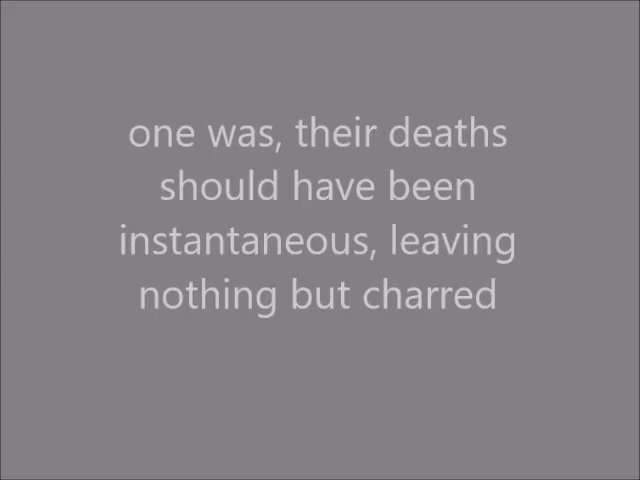 one was, their deaths
should have been
instantaneous, leaving
nothing but charred